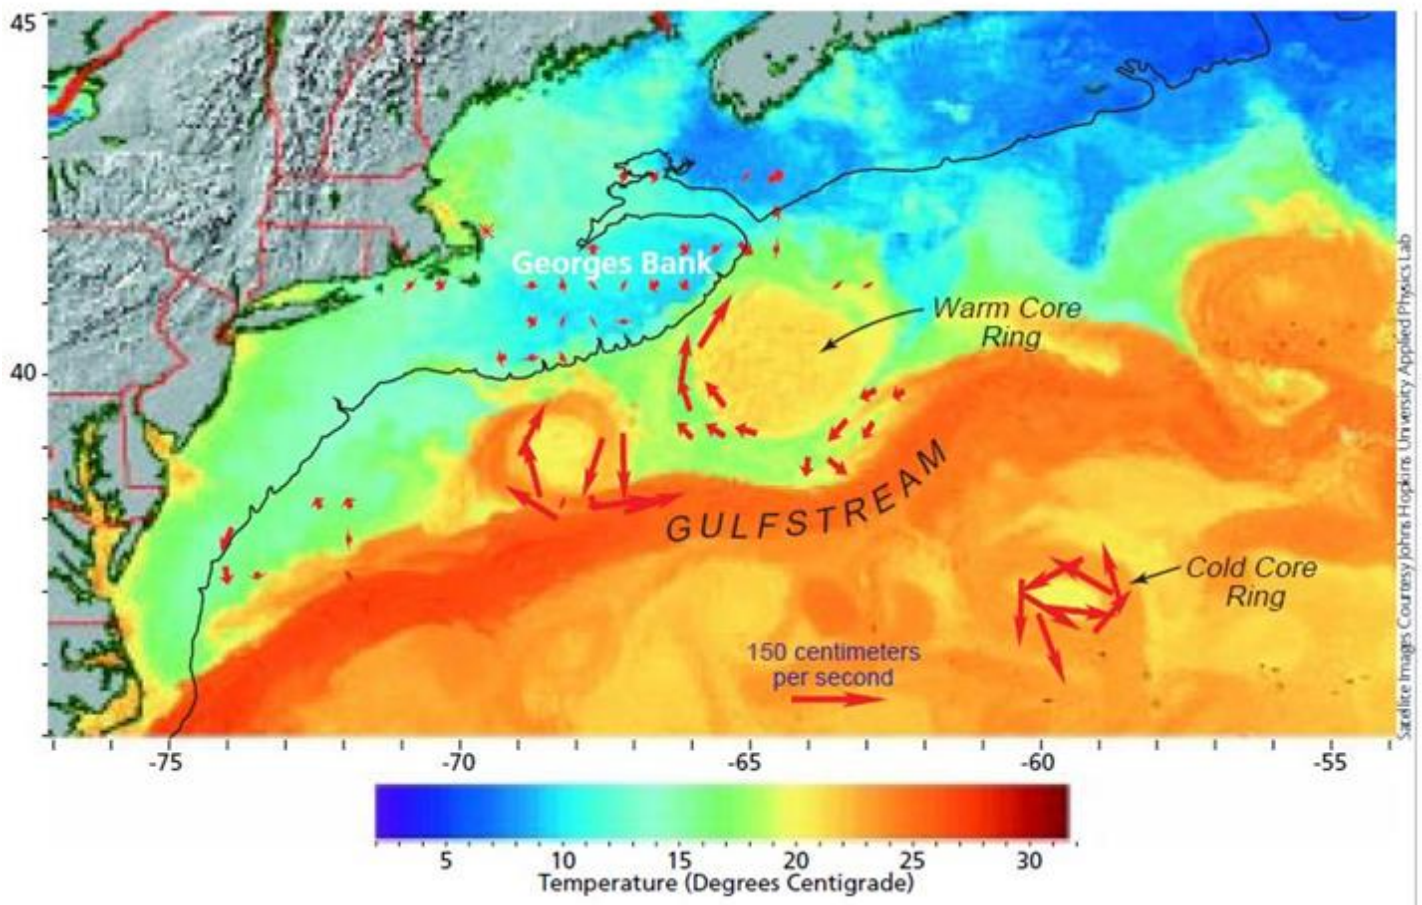 45
Georges Bank
Warm Core
Ring
40
GULFSTREAM
Cold Core
Ring
150 centimeters
per second
-75
-70
-65
-60
-55
5
10
15
20
25
30
Temperature (Degrees Centigrade)
Satellite Images Courtesy Johns Hopkins University Applied Physics Lab